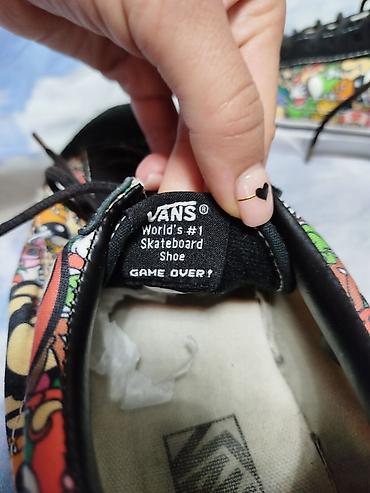 VANS®
World's #1
Skateboard
Shoe
GAME OVER!